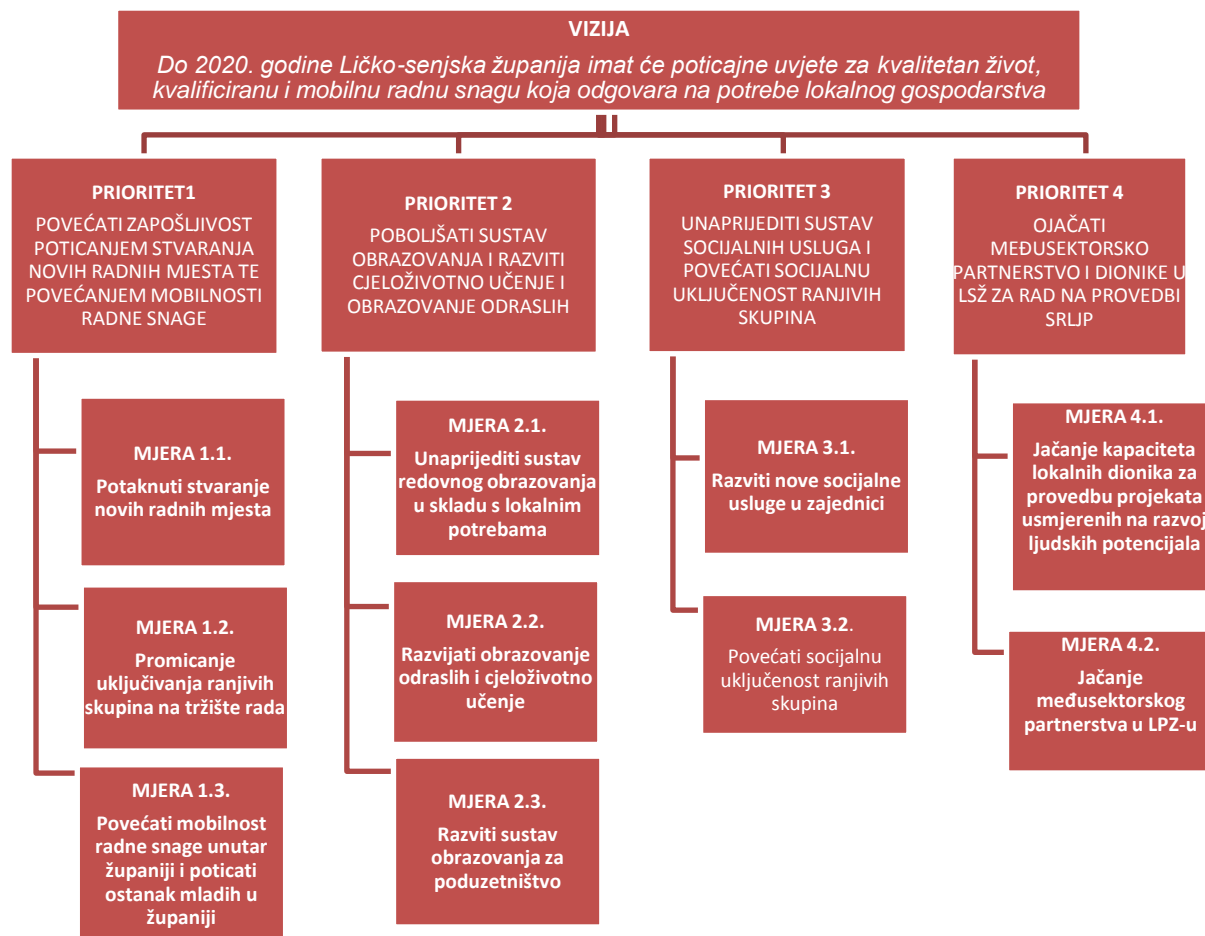 VIZIJA
Do 2020. godine Ličko-senjska županija imat će poticajne uvjete za kvalitetan život,
kvalificiranu i mobilnu radnu snagu koja odgovara na potrebe lokalnog gospodarstva
PRIORITET1
POVEĆATI ZAPOŠLJIVOST
POTICANJEM STVARANJA
NOVIH RADNIH MJESTA TE
POVEĆANJEM MOBILNOSTI
RADNE SNAGE
MJERA 1.1.
Potaknuti stvaranje
novih radnih mjesta
MJERA 1.2.
Promicanje
uključivanja ranjivih
skupina na tržište rada
MJERA 1.3.
Povećati mobilnost
radne snage unutar
županiji i poticati
ostanak mladih u
županiji
PRIORITET 2
POBOLJŠATI SUSTAV
OBRAZOVANJA I RAZVITI
CJELOŽIVOTNO UČENJE I
OBRAZOVANJE ODRASLIH
MJERA 2.1.
Unaprijediti sustav
redovnog obrazovanja
u skladu s lokalnim
potrebama
MJERA 2.2.
Razvijati obrazovanje
odraslih i cjeloživotno
učenje
MJERA 2.3.
Razviti sustav
obrazovanja za
poduzetništvo
PRIORITET 3
UNAPRIJEDITI SUSTAV
SOCIJALNIH USLUGA I
POVEĆATI SOCIJALNU
UKLJUČENOST RANJIVIH
SKUPINA
MJERA 3.1.
Razviti nove socijalne
usluge u zajednici
MJERA 3.2.
Povećati socijalnu
uključenost ranjivih
skupina
PRIORITET 4
OJAČATI
MEĐUSEKTORSKO
PARTNERSTVO I DIONIKE U
LSŽ ZA RAD NA PROVEDBI
SRLJP
MJERA 4.1.
Jačanje kapaciteta
lokalnih dionika za
provedbu projekata
usmjerenih na razvoj
ljudskih potencijala
MJERA 4.2.
Jačanje
međusektorskog
partnerstva u LPZ-u